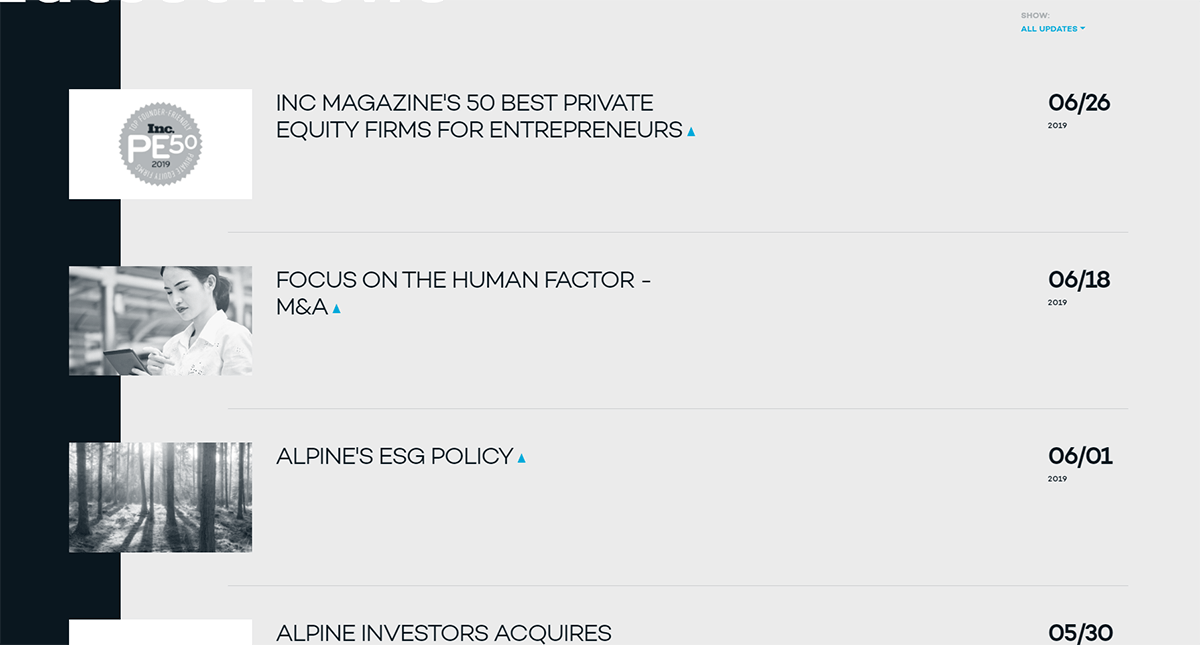 SHOW:
ALL UPDATES
TOP FOUNDER-FRIENDLY
Inc.
PE50
2019
PRIVATE EQUITY FIRMS
INC MAGAZINE'S 50 BEST PRIVATE
EQUITY FIRMS FOR ENTREPRENEURS
06/26
2019
FOCUS ON THE HUMAN FACTOR -
M&A
06/18
2019
ALPINE'S ESG POLICY
06/01
2019
ALPINE INVESTORS ACQUIRES
05/30